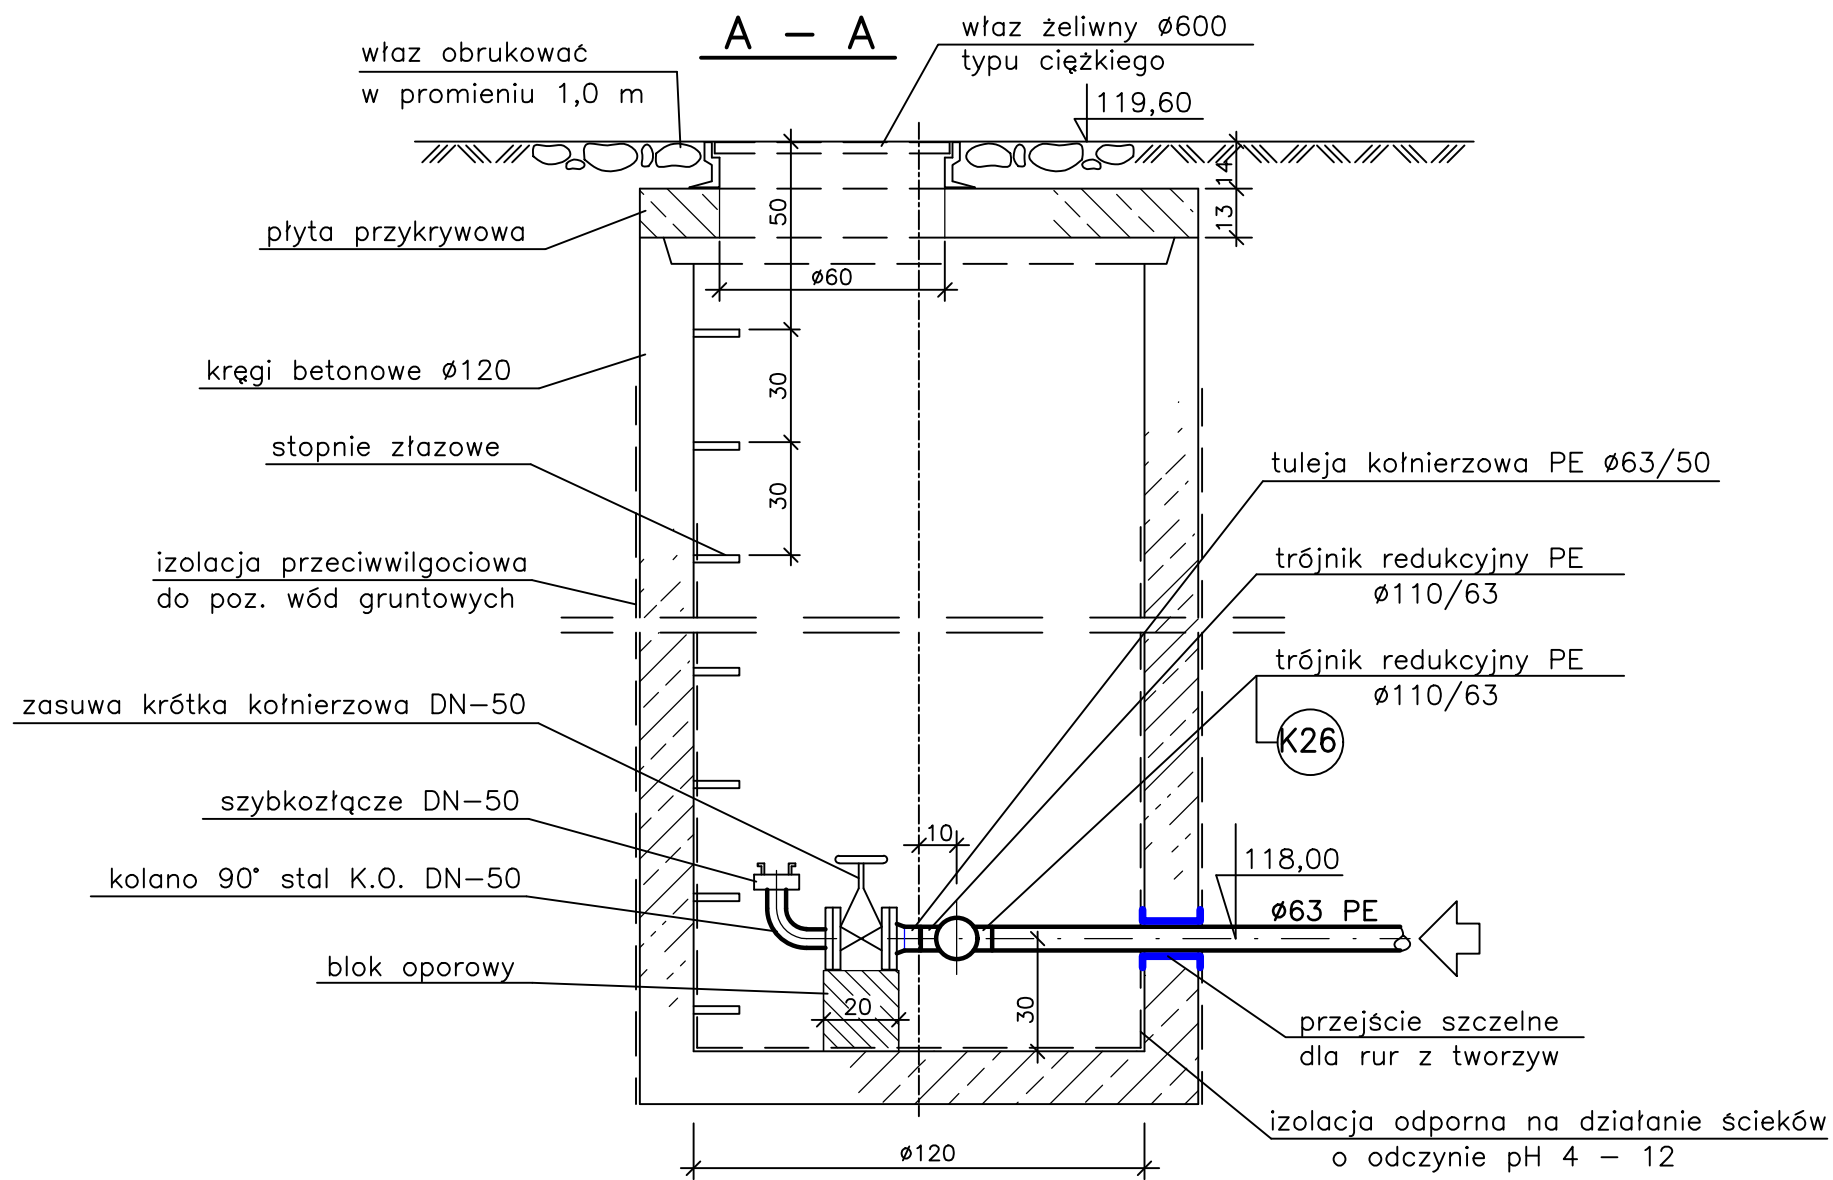 A – A
właz obrukować
w promieniu 1,0 m
właz żeliwny ø600
typu ciężkiego
119,60
14
13
50
płyta przykrywowa
ø60
kręgi betonowe ø120
30
stopnie złazowe
30
tuleja kołnierzowa PE ø63/50
izolacja przeciwwilgociowa
do poz. wód gruntowych
trójnik redukcyjny PE
ø110/63
trójnik redukcyjny PE
ø110/63
K26
zasuwa krótka kołnierzowa DN–50
szybkozłącze DN–50
10
118,00
kolano 90° stal K.O. DN–50
ø63 PE
blok oporowy
20
30
przejście szczelne
dla rur z tworzyw
izolacja odporna na działanie ścieków
o odczynie pH 4 – 12
ø120